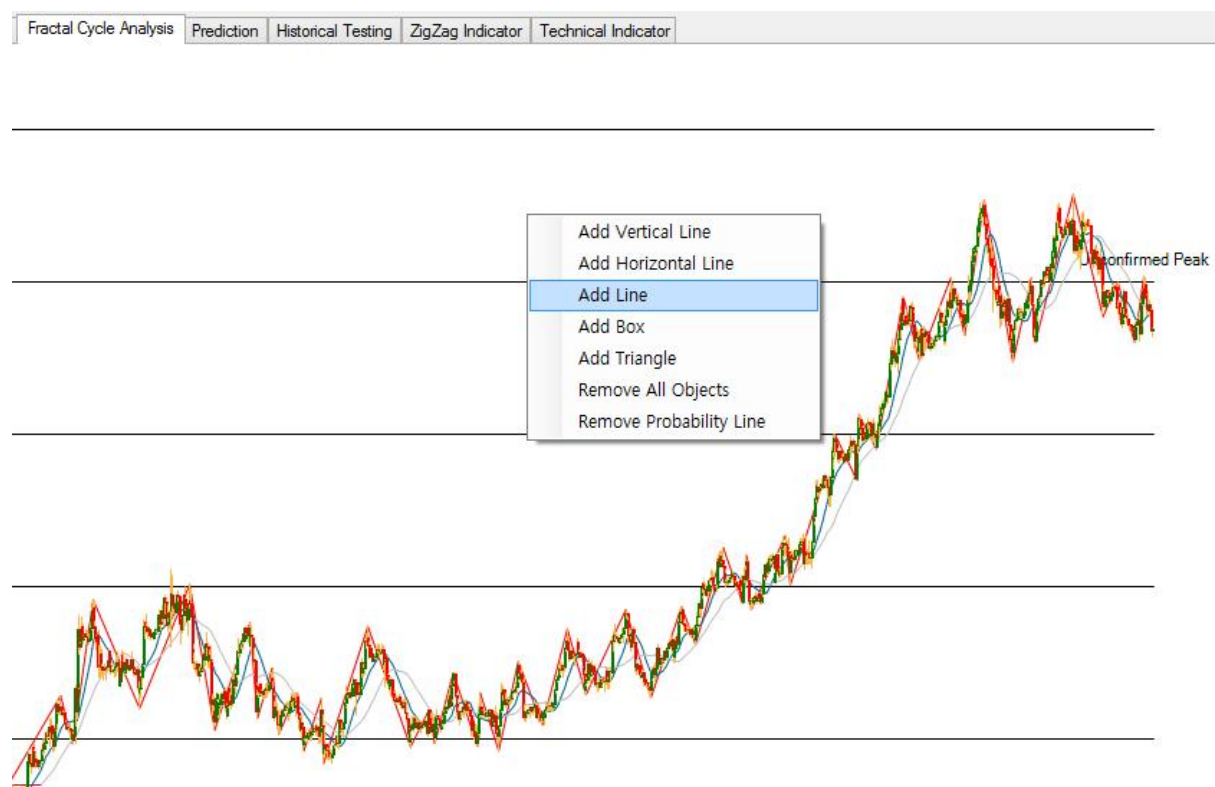 Fractal Cycle Analysis Prediction Historical Testing ZigZag Indicator Technical Indicator
Add Vertical Line
Add Horizontal Line
Add Line
Add Box
Add Triangle
Remove All Objects
Remove Probability Line
Unconfirmed Peak